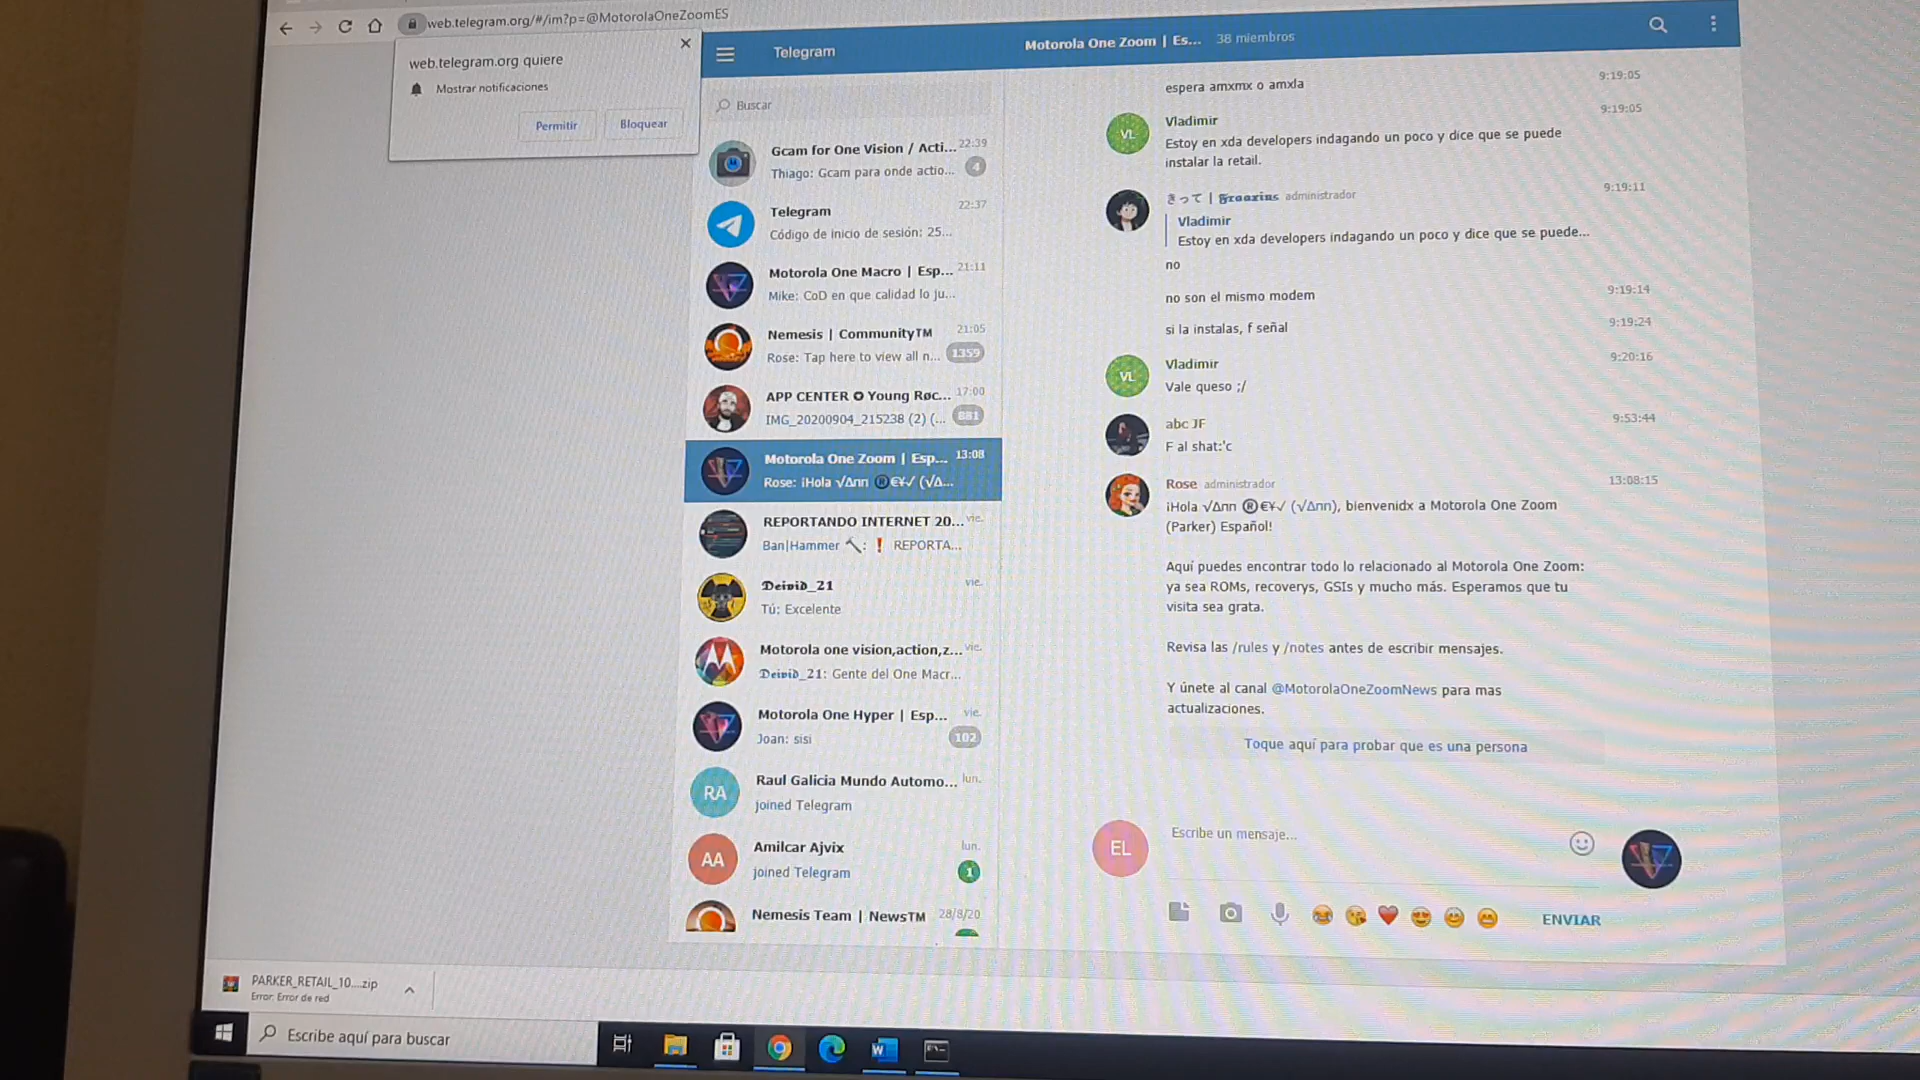 web.telegram.org/#/im?p=@MotorolaOneZoomES
web.telegram.org quiere
Mostrar notificaciones
Permitir
Bloquear
Telegram
Motorola One Zoom | Es... 38 miembros
Buscar
Gcam for One Vision / Acti... 22:39
Thiago: Gcam para onde actio... 4
Telegram 22:37
Código de inicio de sesión: 25...
Motorola One Macro | Esp... 21:11
Mike: CoD en que calidad lo ju...
Nemesis | Community™ 21:05
Rose: Tap here to view all n... 1359
APP CENTER ✪ Young Røc... 17:00
IMG_20200904_215238 (2) (... 881
Motorola One Zoom | Esp... 13:08
Rose: ¡Hola √Δnn ®€¥✓ (√Δ...
REPORTANDO INTERNET 20... vie.
Ban|Hammer 🔨: ❗ REPORTA...
𝕯𝖊𝖎𝖛𝖎𝖉_21 vie.
Tú: Excelente
Motorola one vision,action,z... vie.
𝕯𝖊𝖎𝖛𝖎𝖉_21: Gente del One Macr...
Motorola One Hyper | Esp... vie.
Joan: sisi 102
RA
Raul Galicia Mundo Automo... lun.
joined Telegram
AA
Amilcar Ajvix lun.
joined Telegram 1
Nemesis Team | News™ 28/8/20
espera amxmx o amxla 9:19:05
VL
Vladimir 9:19:05
Estoy en xda developers indagando un poco y dice que se puede
instalar la retail.
きって | 𝕲𝖗𝖆𝖆𝖝𝖎𝖚𝖘 administrador 9:19:11
Vladimir
Estoy en xda developers indagando un poco y dice que se puede...
no
no son el mismo modem 9:19:14
si la instalas, f señal 9:19:24
VL
Vladimir 9:20:16
Vale queso ;/
abc JF 9:53:44
F al shat:'c
Rose administrador 13:08:15
¡Hola √Δnn ®€¥✓ (√Δnn), bienvenidx a Motorola One Zoom
(Parker) Español!
Aquí puedes encontrar todo lo relacionado al Motorola One Zoom:
ya sea ROMs, recoverys, GSIs y mucho más. Esperamos que tu
visita sea grata.
Revisa las /rules y /notes antes de escribir mensajes.
Y únete al canal @MotorolaOneZoomNews para mas
actualizaciones.
Toque aquí para probar que es una persona
EL
Escribe un mensaje...
ENVIAR
PARKER_RETAIL_10....zip
Error: Error de red
Escribe aquí para buscar